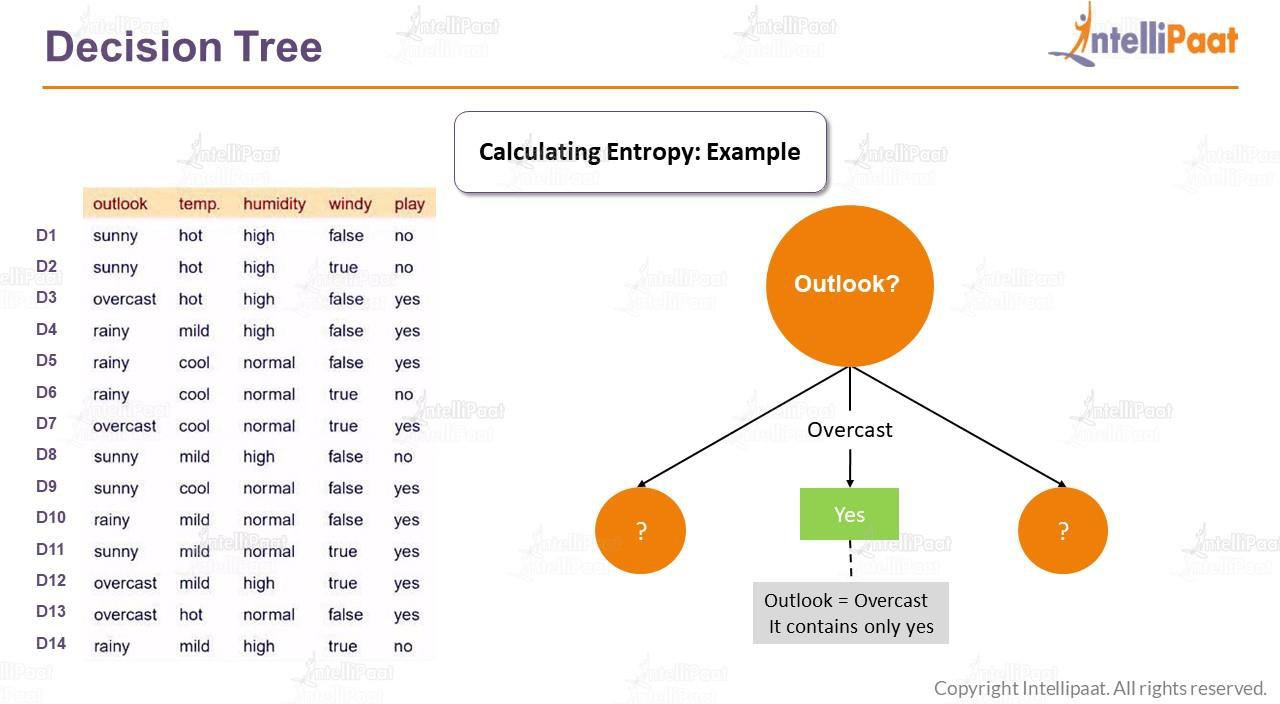 Decision Tree
IntelliPaat
Calculating Entropy: Example
outlook temp. humidity windy play
D1 sunny hot high false no
D2 sunny hot high true no
D3 overcast hot high false yes
D4 rainy mild high false yes
D5 rainy cool normal false yes
D6 rainy cool normal true no
D7 overcast cool normal true yes
D8 sunny mild high false no
D9 sunny cool normal false yes
D10 rainy mild normal false yes
D11 sunny mild normal true yes
D12 overcast mild high true yes
D13 overcast hot normal false yes
D14 rainy mild high true no
Outlook?
Overcast
? Yes ?
Outlook = Overcast
It contains only yes
Copyright Intellipaat. All rights reserved.